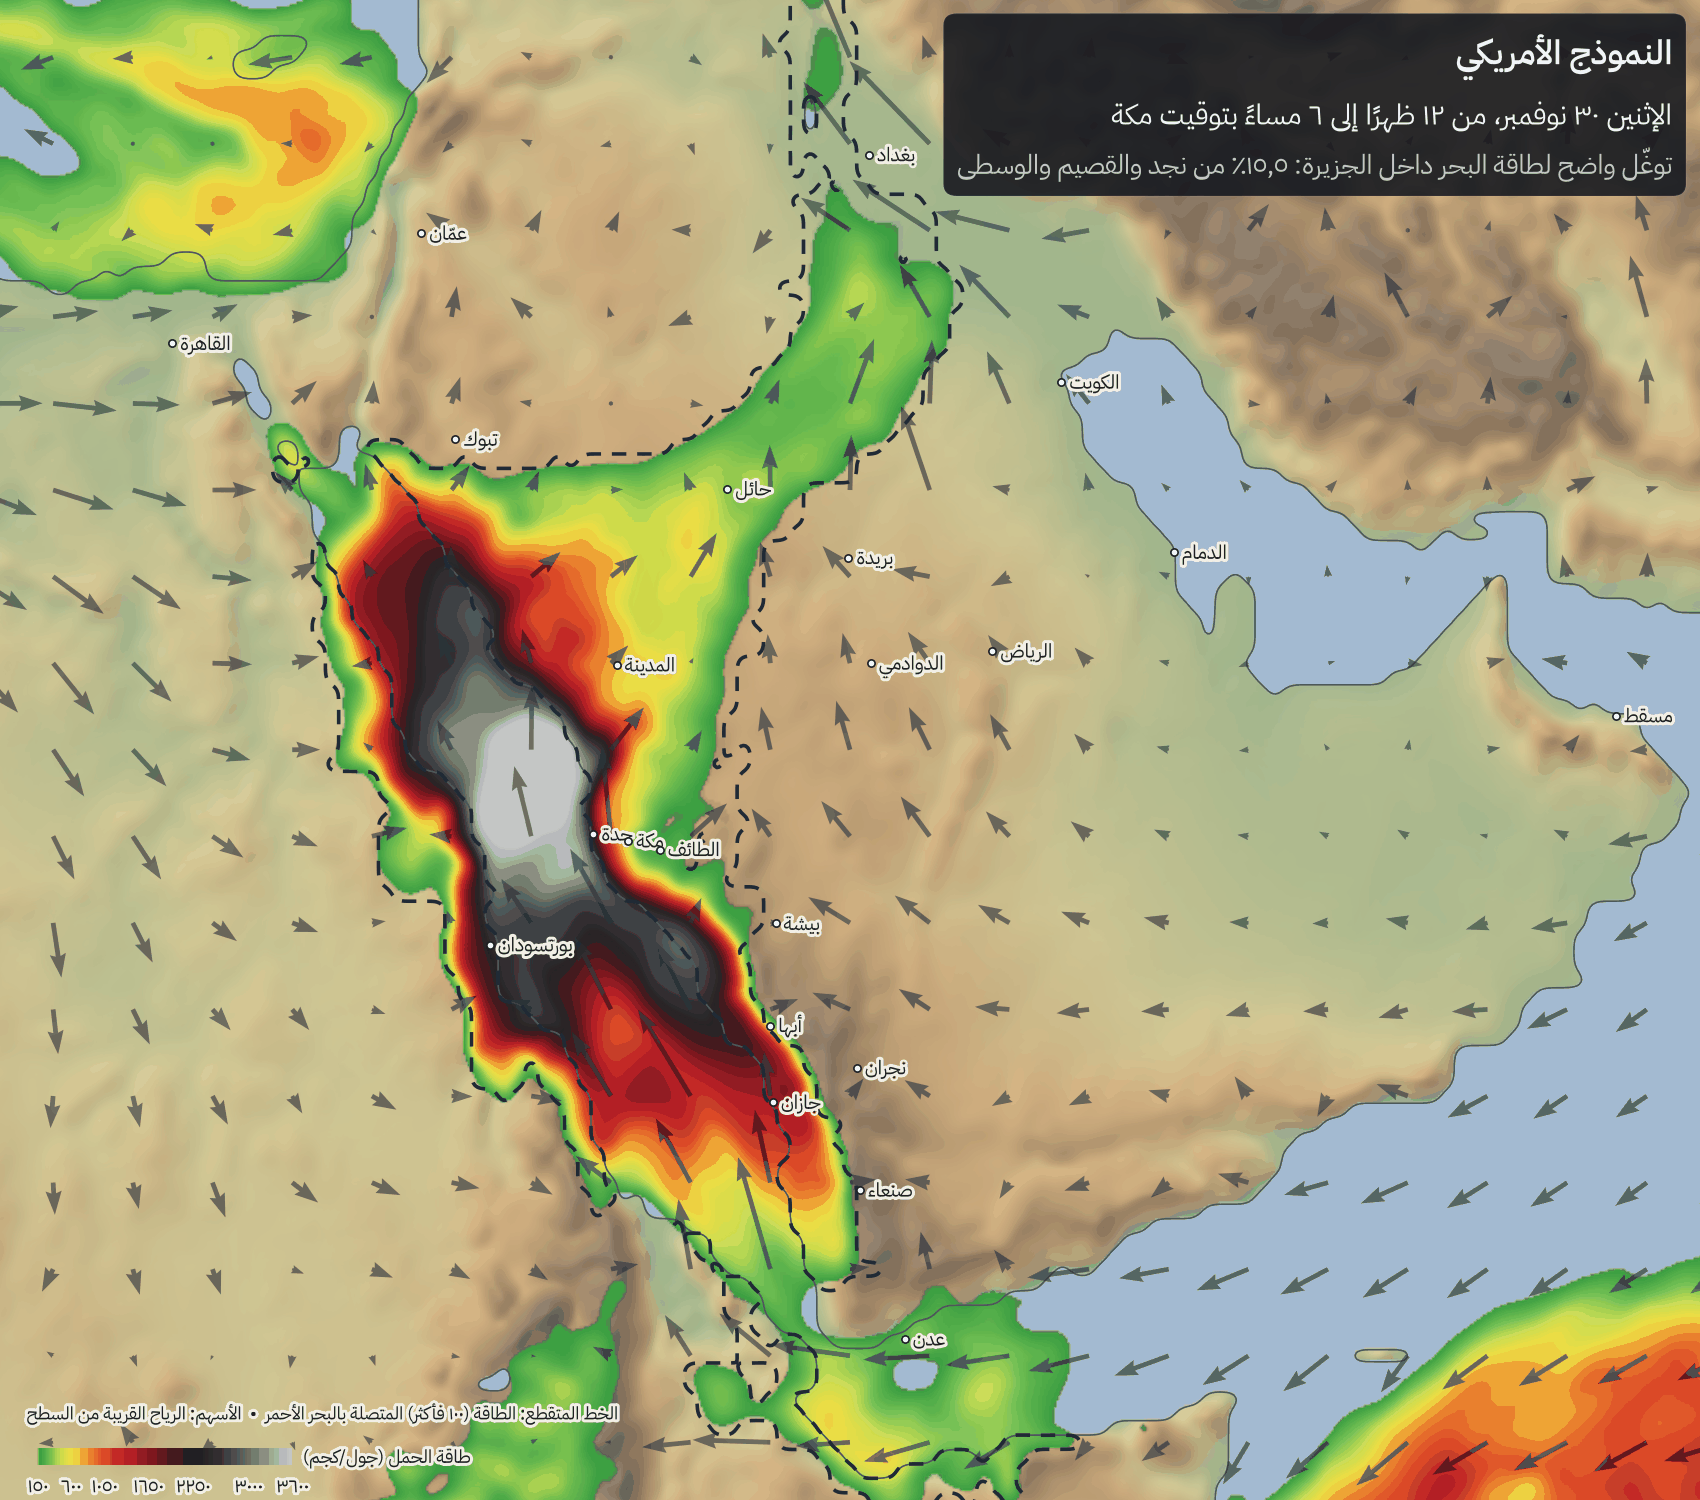 النموذج الأمريكي
الإثنين ٣٠ نوفمبر، من ١٢ ظهرًا إلى ٦ مساءً بتوقيت مكة
توغّل واضح لطاقة البحر داخل الجزيرة: ١٥,٥٪ من نجد والقصيم والوسطى
بغداد
عمّان
القاهرة
الكويت
تبوك
حائل
الدمام
بريدة
الرياض
الدوادمي
المدينة
مسقط
جدة
مكة
الطائف
بيشة
بورتسودان
أبها
نجران
جازان
صنعاء
عدن
الخط المتقطع: الطاقة (١٠٠ فأكثر) المتصلة بالبحر الأحمر • الأسهم: الرياح القريبة من السطح
طاقة الحمل (جول/كجم)
١٥٠ ٦٠٠ ١٠٥٠ ١٦٥٠ ٢٢٥٠ ٣٠٠٠ ٣٦٠٠